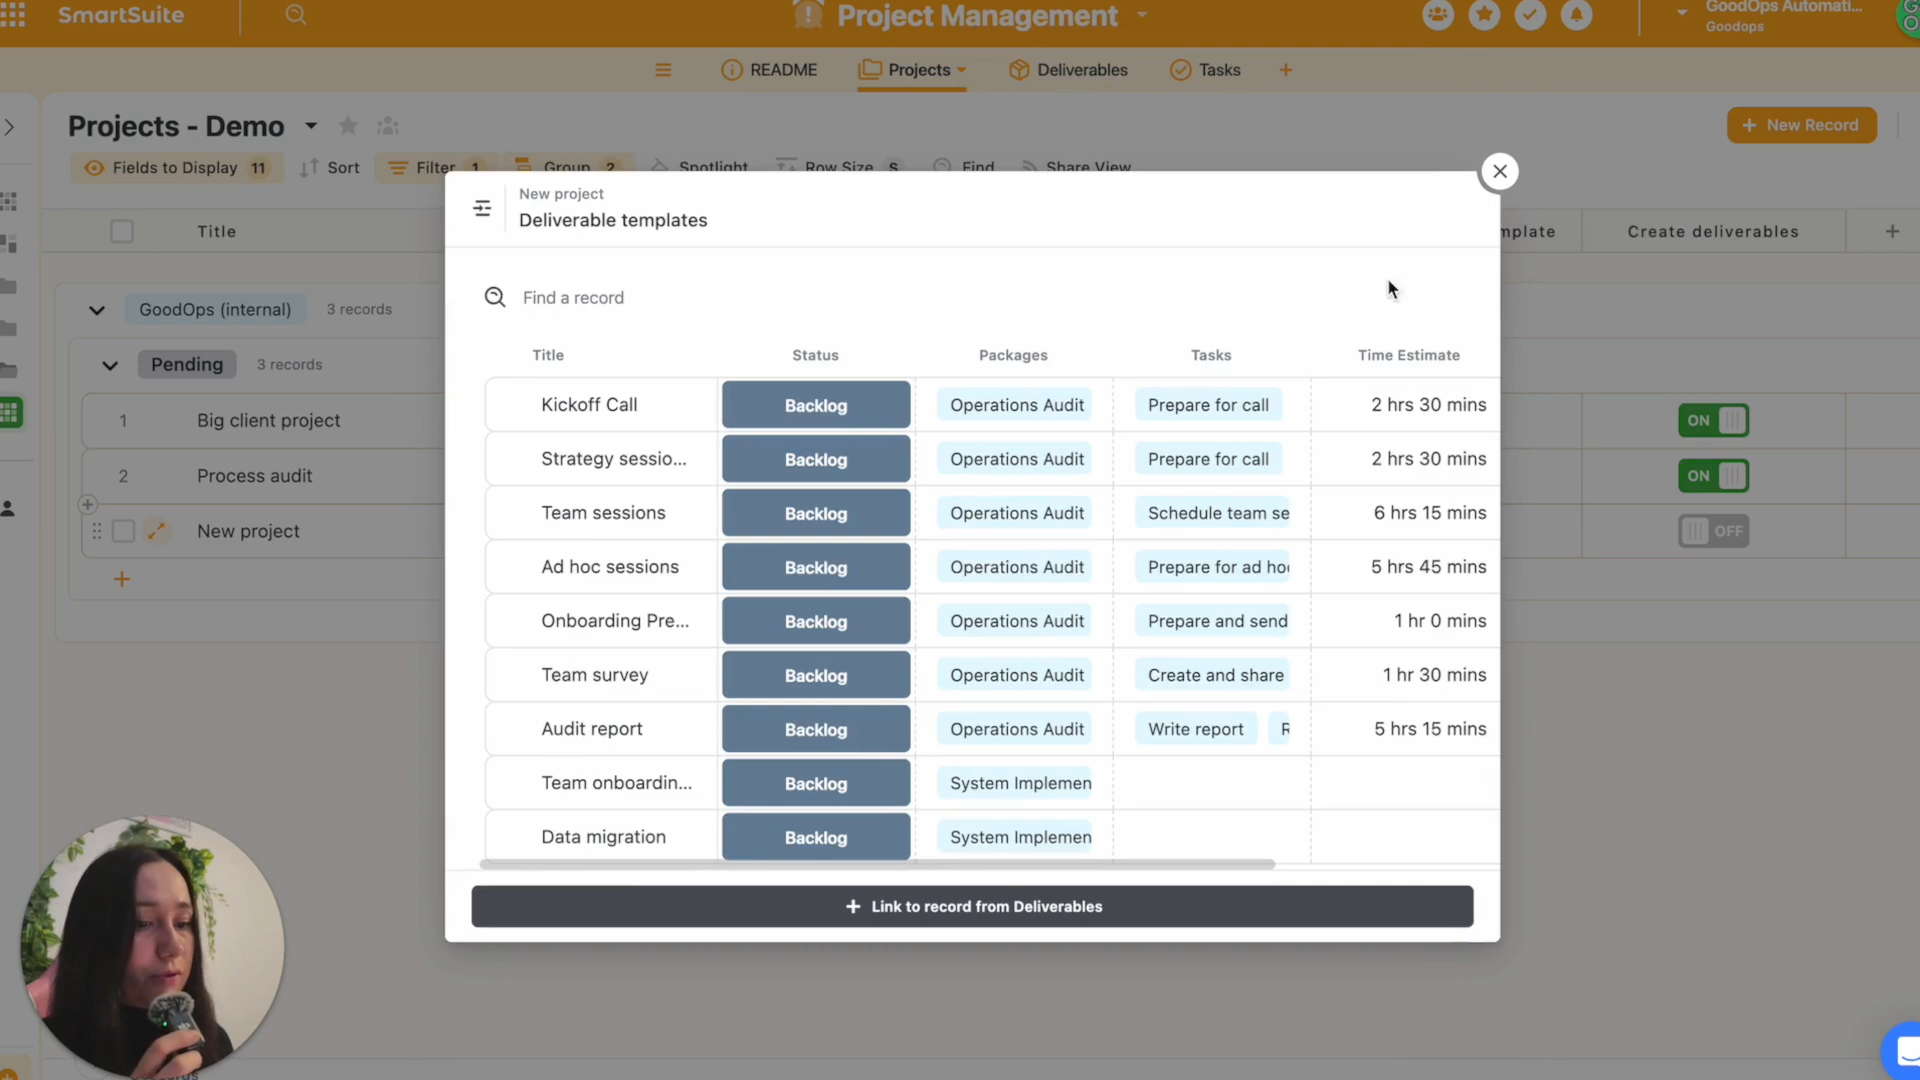 SmartSuite
Project Management
GoodOps Automati...
Goodops
README
Projects
Deliverables
Tasks
Projects - Demo
New Record
Fields to Display 11
Sort
Filter 1
Group 2
Spotlight
Row Size S
Find
Share View
New project
Deliverable templates
Title
mplate
Create deliverables
Find a record
GoodOps (internal) 3 records
Title Status Packages Tasks Time Estimate
Pending 3 records
Kickoff Call Backlog Operations Audit Prepare for call 2 hrs 30 mins
1 Big client project ON
Strategy sessio... Backlog Operations Audit Prepare for call 2 hrs 30 mins
2 Process audit ON
Team sessions Backlog Operations Audit Schedule team se 6 hrs 15 mins
New project OFF
Ad hoc sessions Backlog Operations Audit Prepare for ad ho 5 hrs 45 mins
Onboarding Pre... Backlog Operations Audit Prepare and send 1 hr 0 mins
Team survey Backlog Operations Audit Create and share 1 hr 30 mins
Audit report Backlog Operations Audit Write report R 5 hrs 15 mins
Team onboardin... Backlog System Implemen
Data migration Backlog System Implemen
+ Link to record from Deliverables